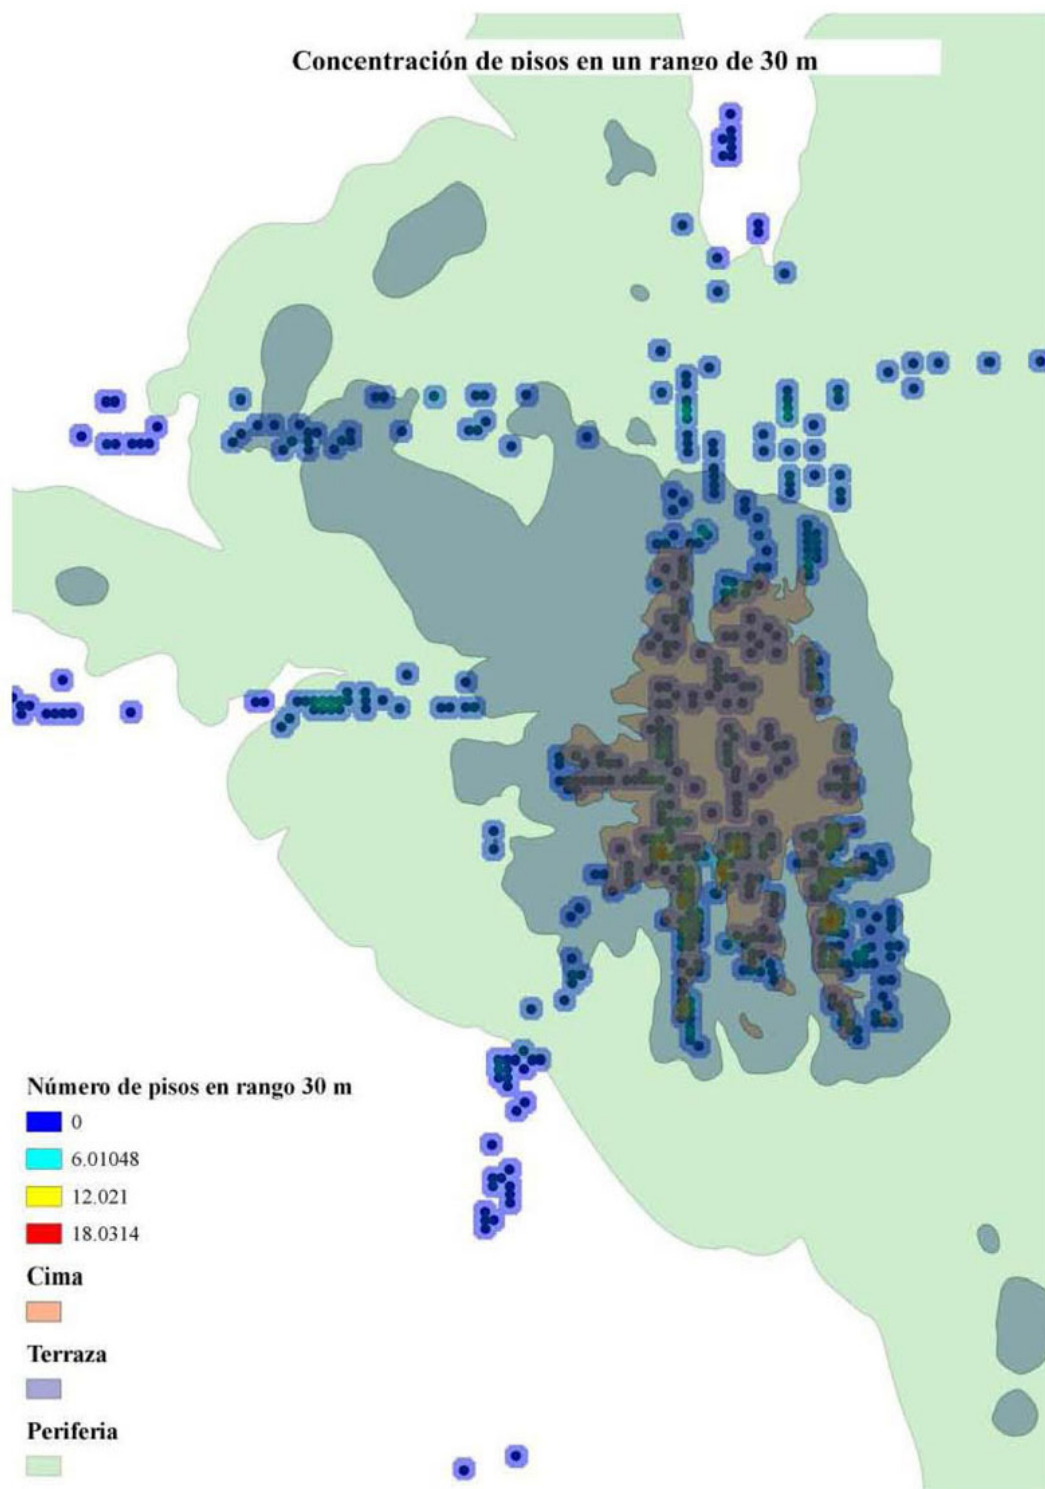 Concentración de pisos en un rango de 30 m
Número de pisos en rango 30 m
0
6.01048
12.021
18.0314
Cima
Terraza
Periferia